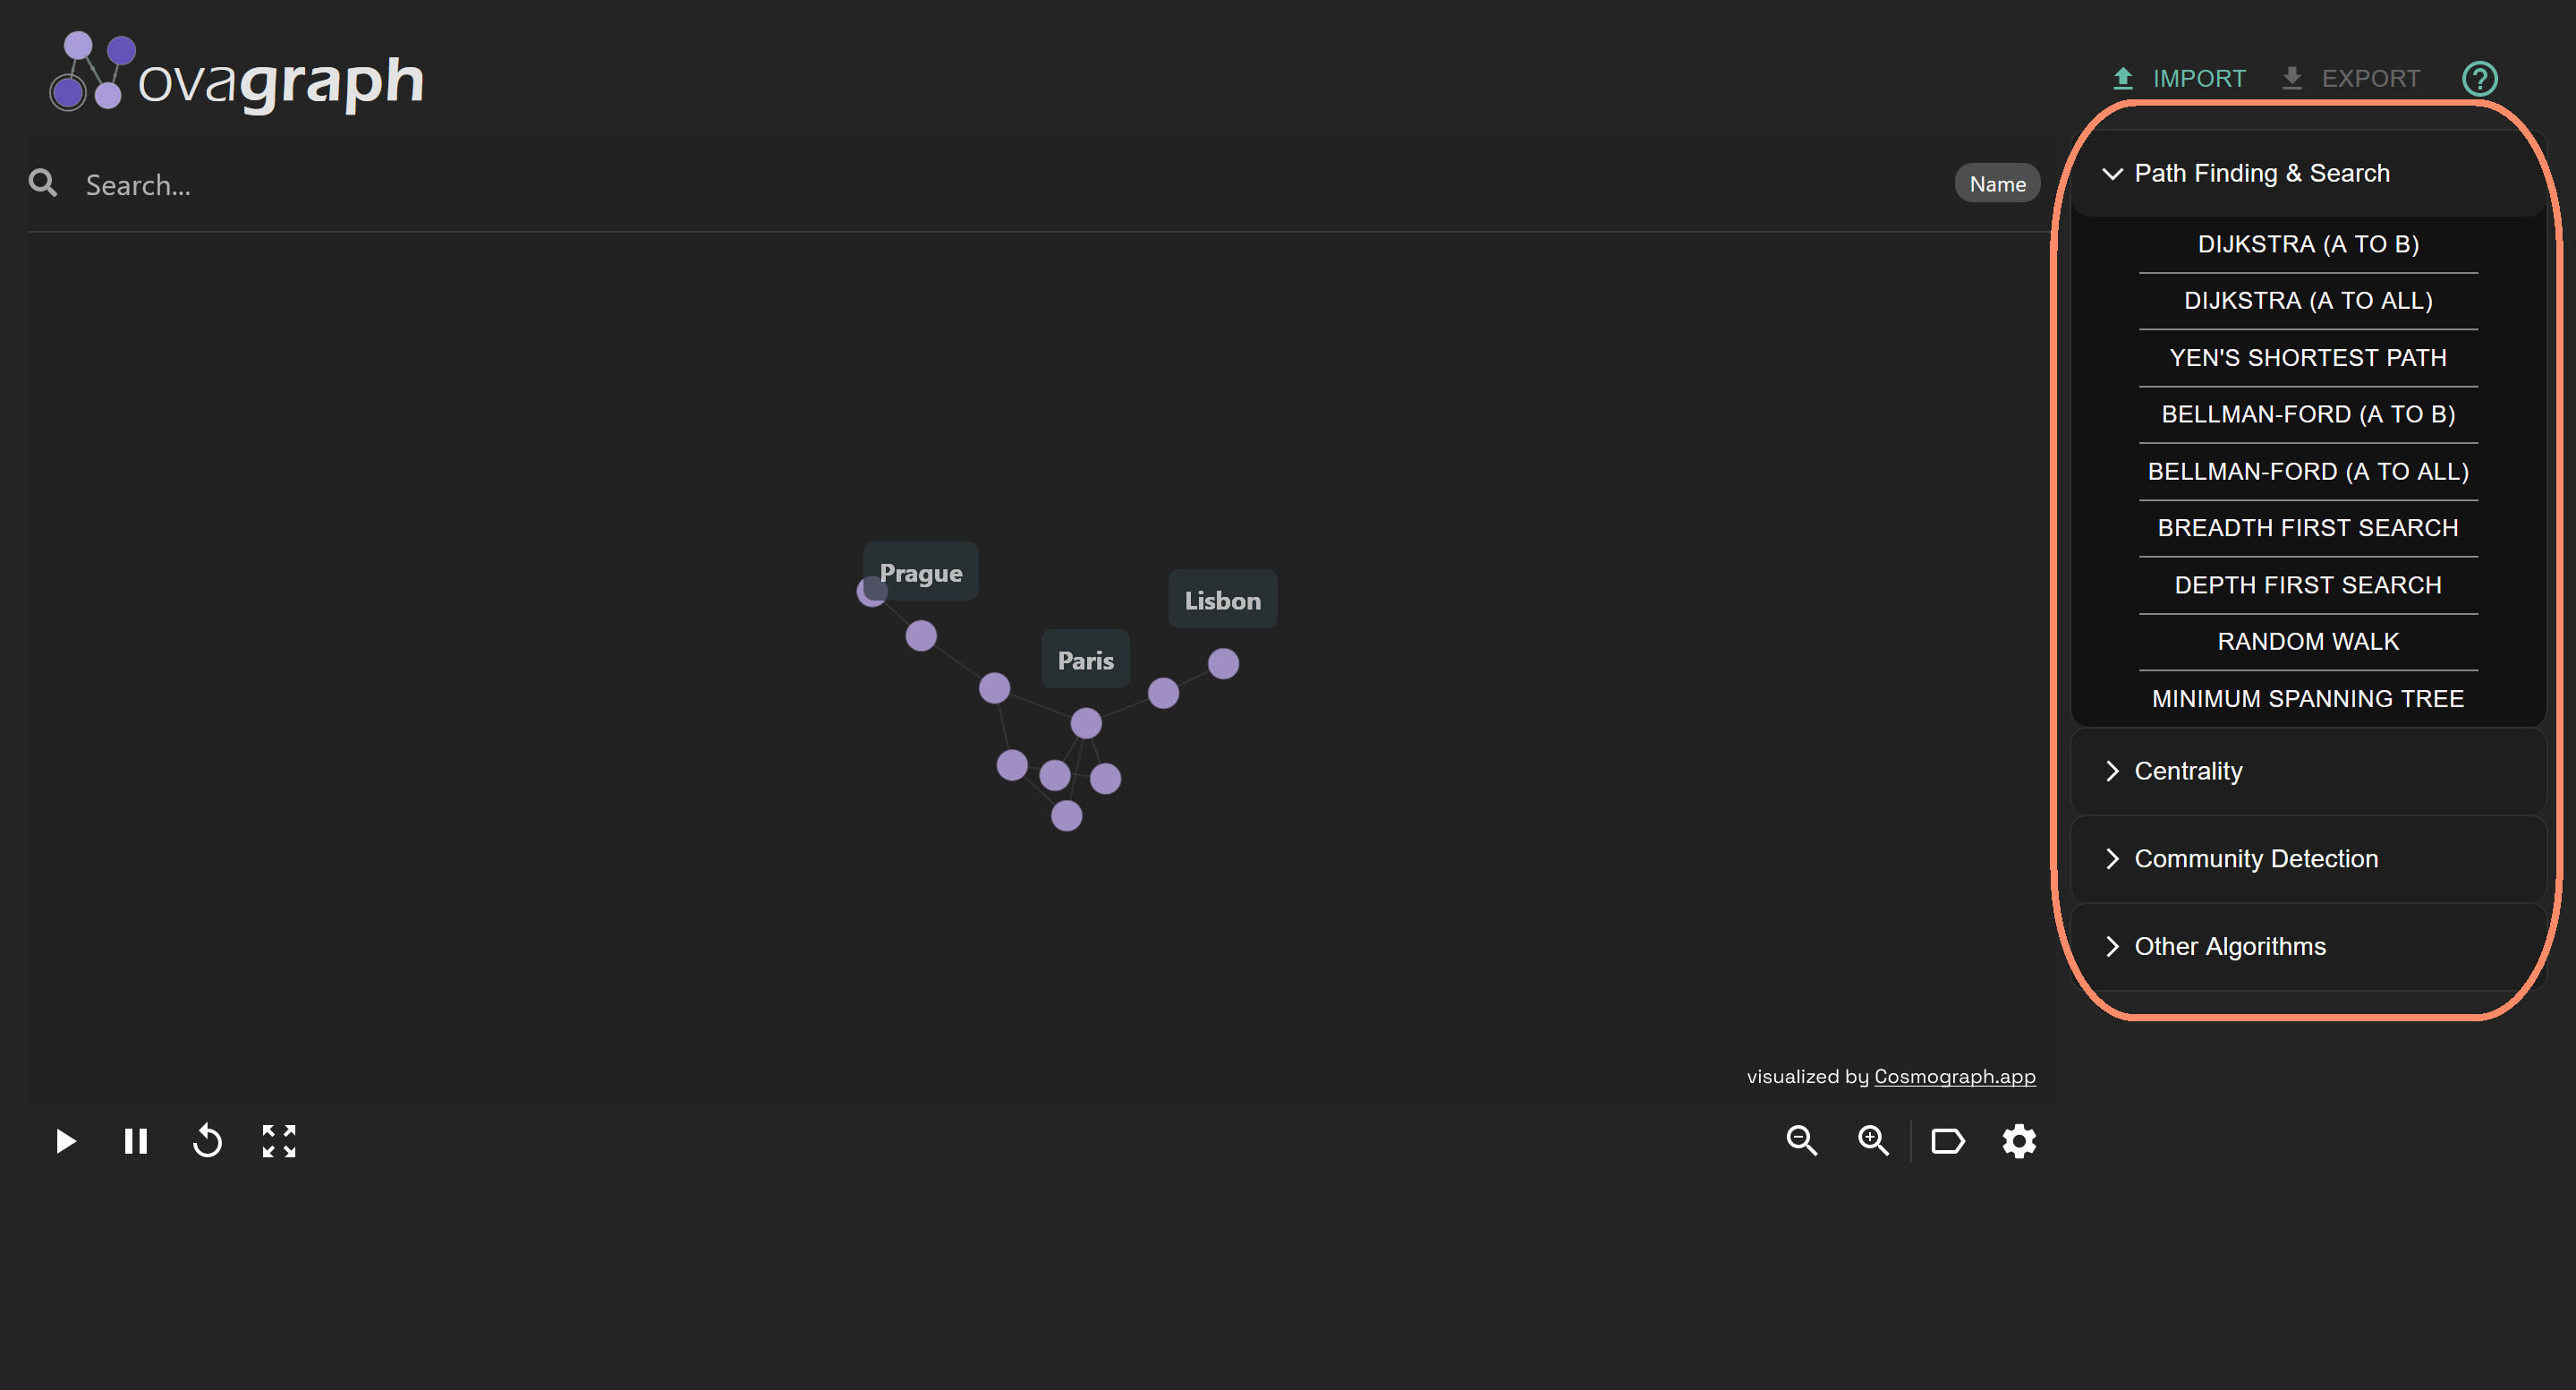 Novagraph
IMPORT
EXPORT
Search...
Name
Path Finding & Search
DIJKSTRA (A TO B)
DIJKSTRA (A TO ALL)
YEN'S SHORTEST PATH
BELLMAN-FORD (A TO B)
BELLMAN-FORD (A TO ALL)
BREADTH FIRST SEARCH
DEPTH FIRST SEARCH
RANDOM WALK
MINIMUM SPANNING TREE
Centrality
Community Detection
Other Algorithms
Prague
Lisbon
Paris
visualized by Cosmograph.app